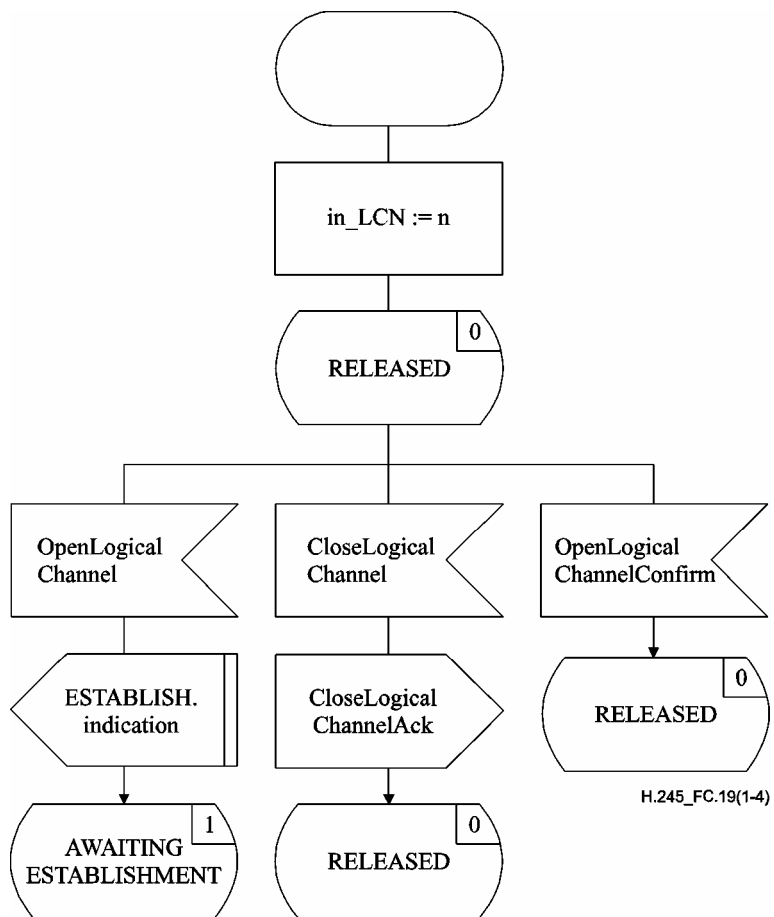 in_LCN := n
0
RELEASED
OpenLogical
Channel
CloseLogical
Channel
OpenLogical
ChannelConfirm
ESTABLISH.
indication
CloseLogical
ChannelAck
0
RELEASED
H.245_FC.19(1-4)
1
AWAITING
ESTABLISHMENT
0
RELEASED